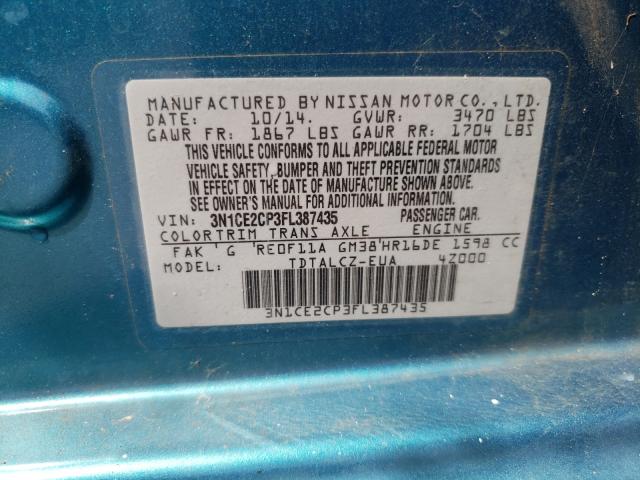 MANUFACTURED BY NISSAN MOTOR CO., LTD.
DATE: 10/14. GVWR: 3470 LBS
GAWR FR: 1867 LBS GAWR RR: 1704 LBS
THIS VEHICLE CONFORMS TO ALL APPLICABLE FEDERAL MOTOR
VEHICLE SAFETY, BUMPER AND THEFT PREVENTION STANDARDS
IN EFFECT ON THE DATE OF MANUFACTURE SHOWN ABOVE.
SEE OWNER'S MANUAL FOR ADDITIONAL INFORMATION.
VIN: 3N1CE2CP3FL387435 PASSENGER CAR.
COLOR TRIM TRANS AXLE ENGINE
FAK ' G 'RE0F11A GM38'HR16DE 1598 CC
MODEL: TDTALCZ-EUA 4Z000
3N1CE2CP3FL387435